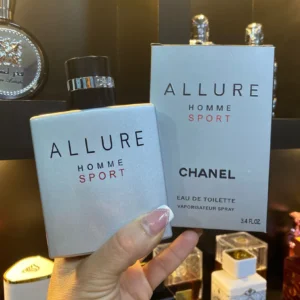 ALLURE
HOMME
SPORT
ALLURE
HOMME
SPORT
CHANEL
EAU DE TOILETTE
VAPORISATEUR SPRAY
3.4 FL.OZ.